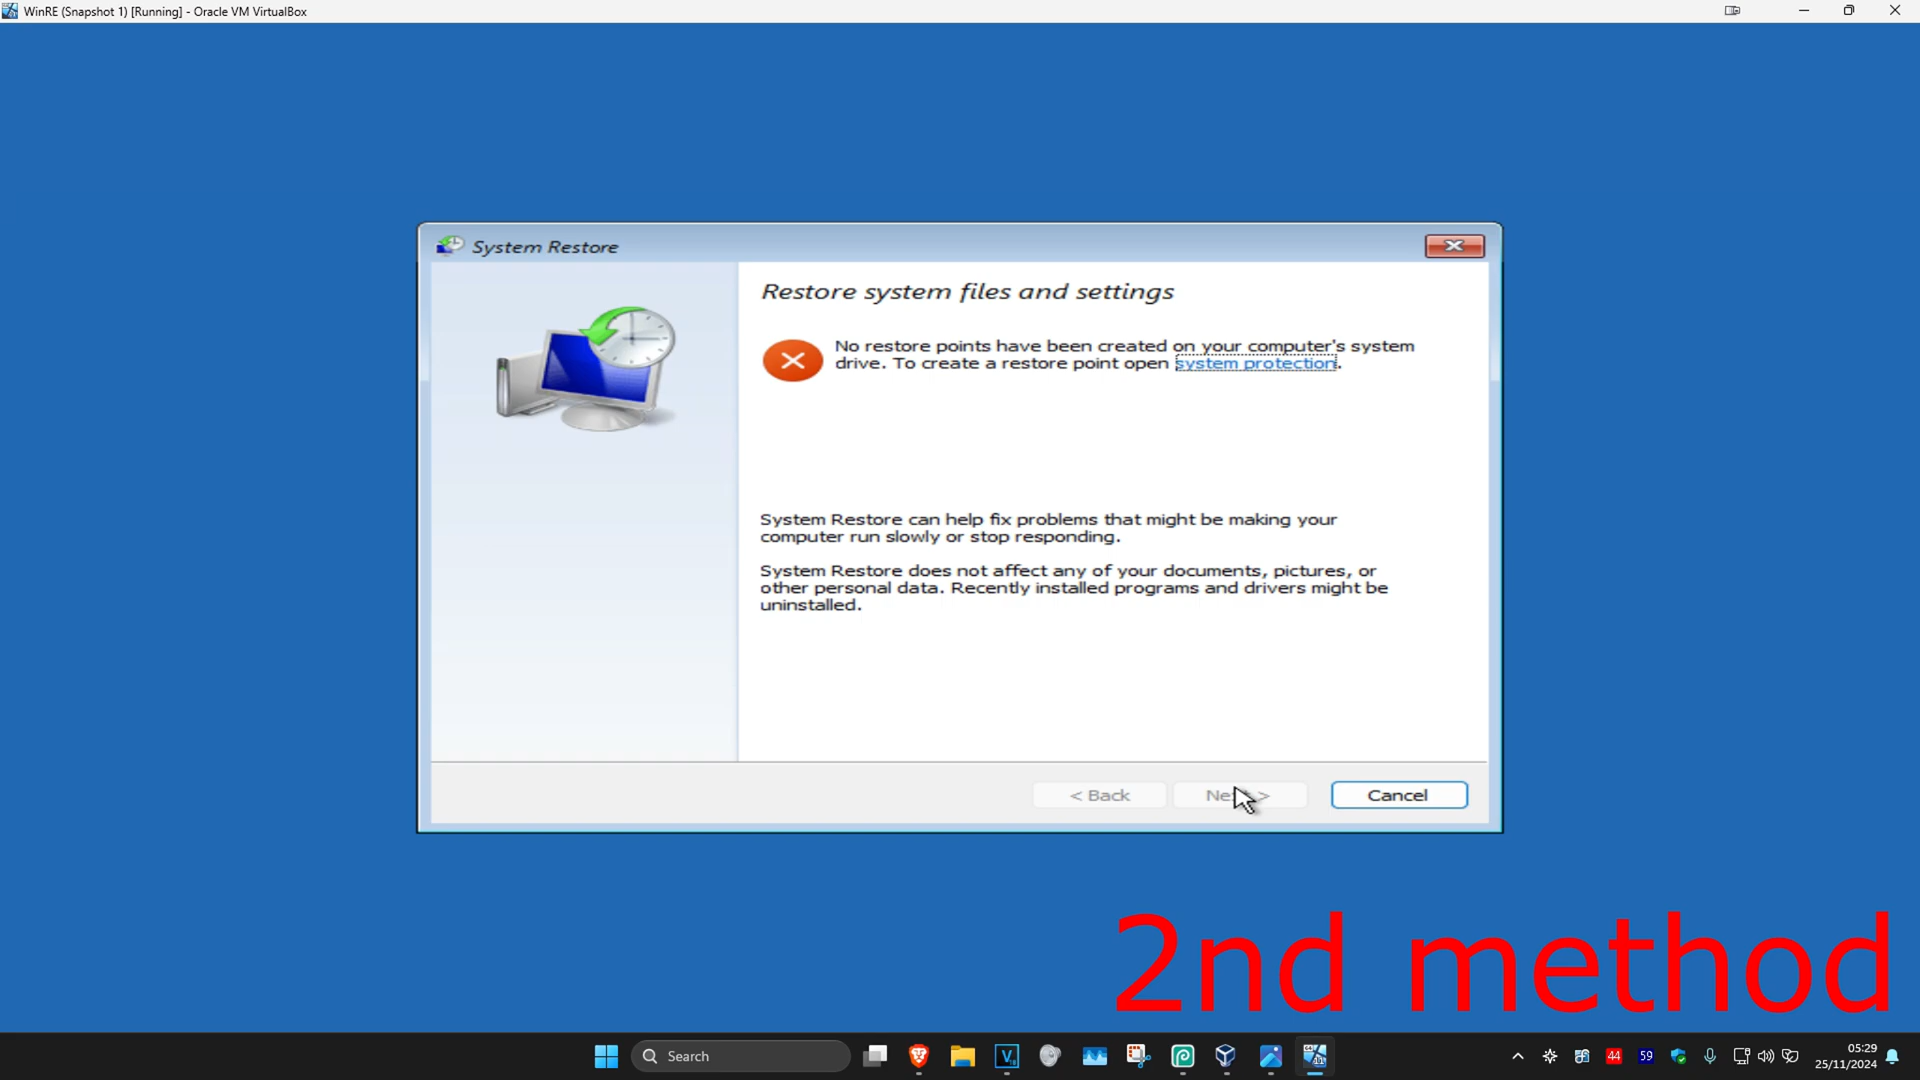 WinRE (Snapshot 1) [Running] - Oracle VM VirtualBox
System Restore
Restore system files and settings
No restore points have been created on your computer's system
drive. To create a restore point open system protection.
System Restore can help fix problems that might be making your
computer run slowly or stop responding.
System Restore does not affect any of your documents, pictures, or
other personal data. Recently installed programs and drivers might be
uninstalled.
< Back
Cancel
2nd method
Search
44
59
05:29
25/11/2024